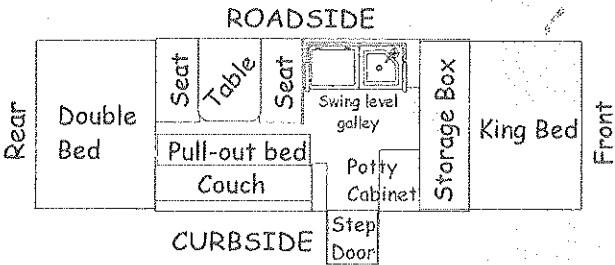 ROADSIDE
Rear
Double
Bed
Seat
Table
Seat
Swing level
galley
Storage Box
King Bed
Front
Pull-out bed
Couch
Potty
Cabinet
Step
Door
CURBSIDE